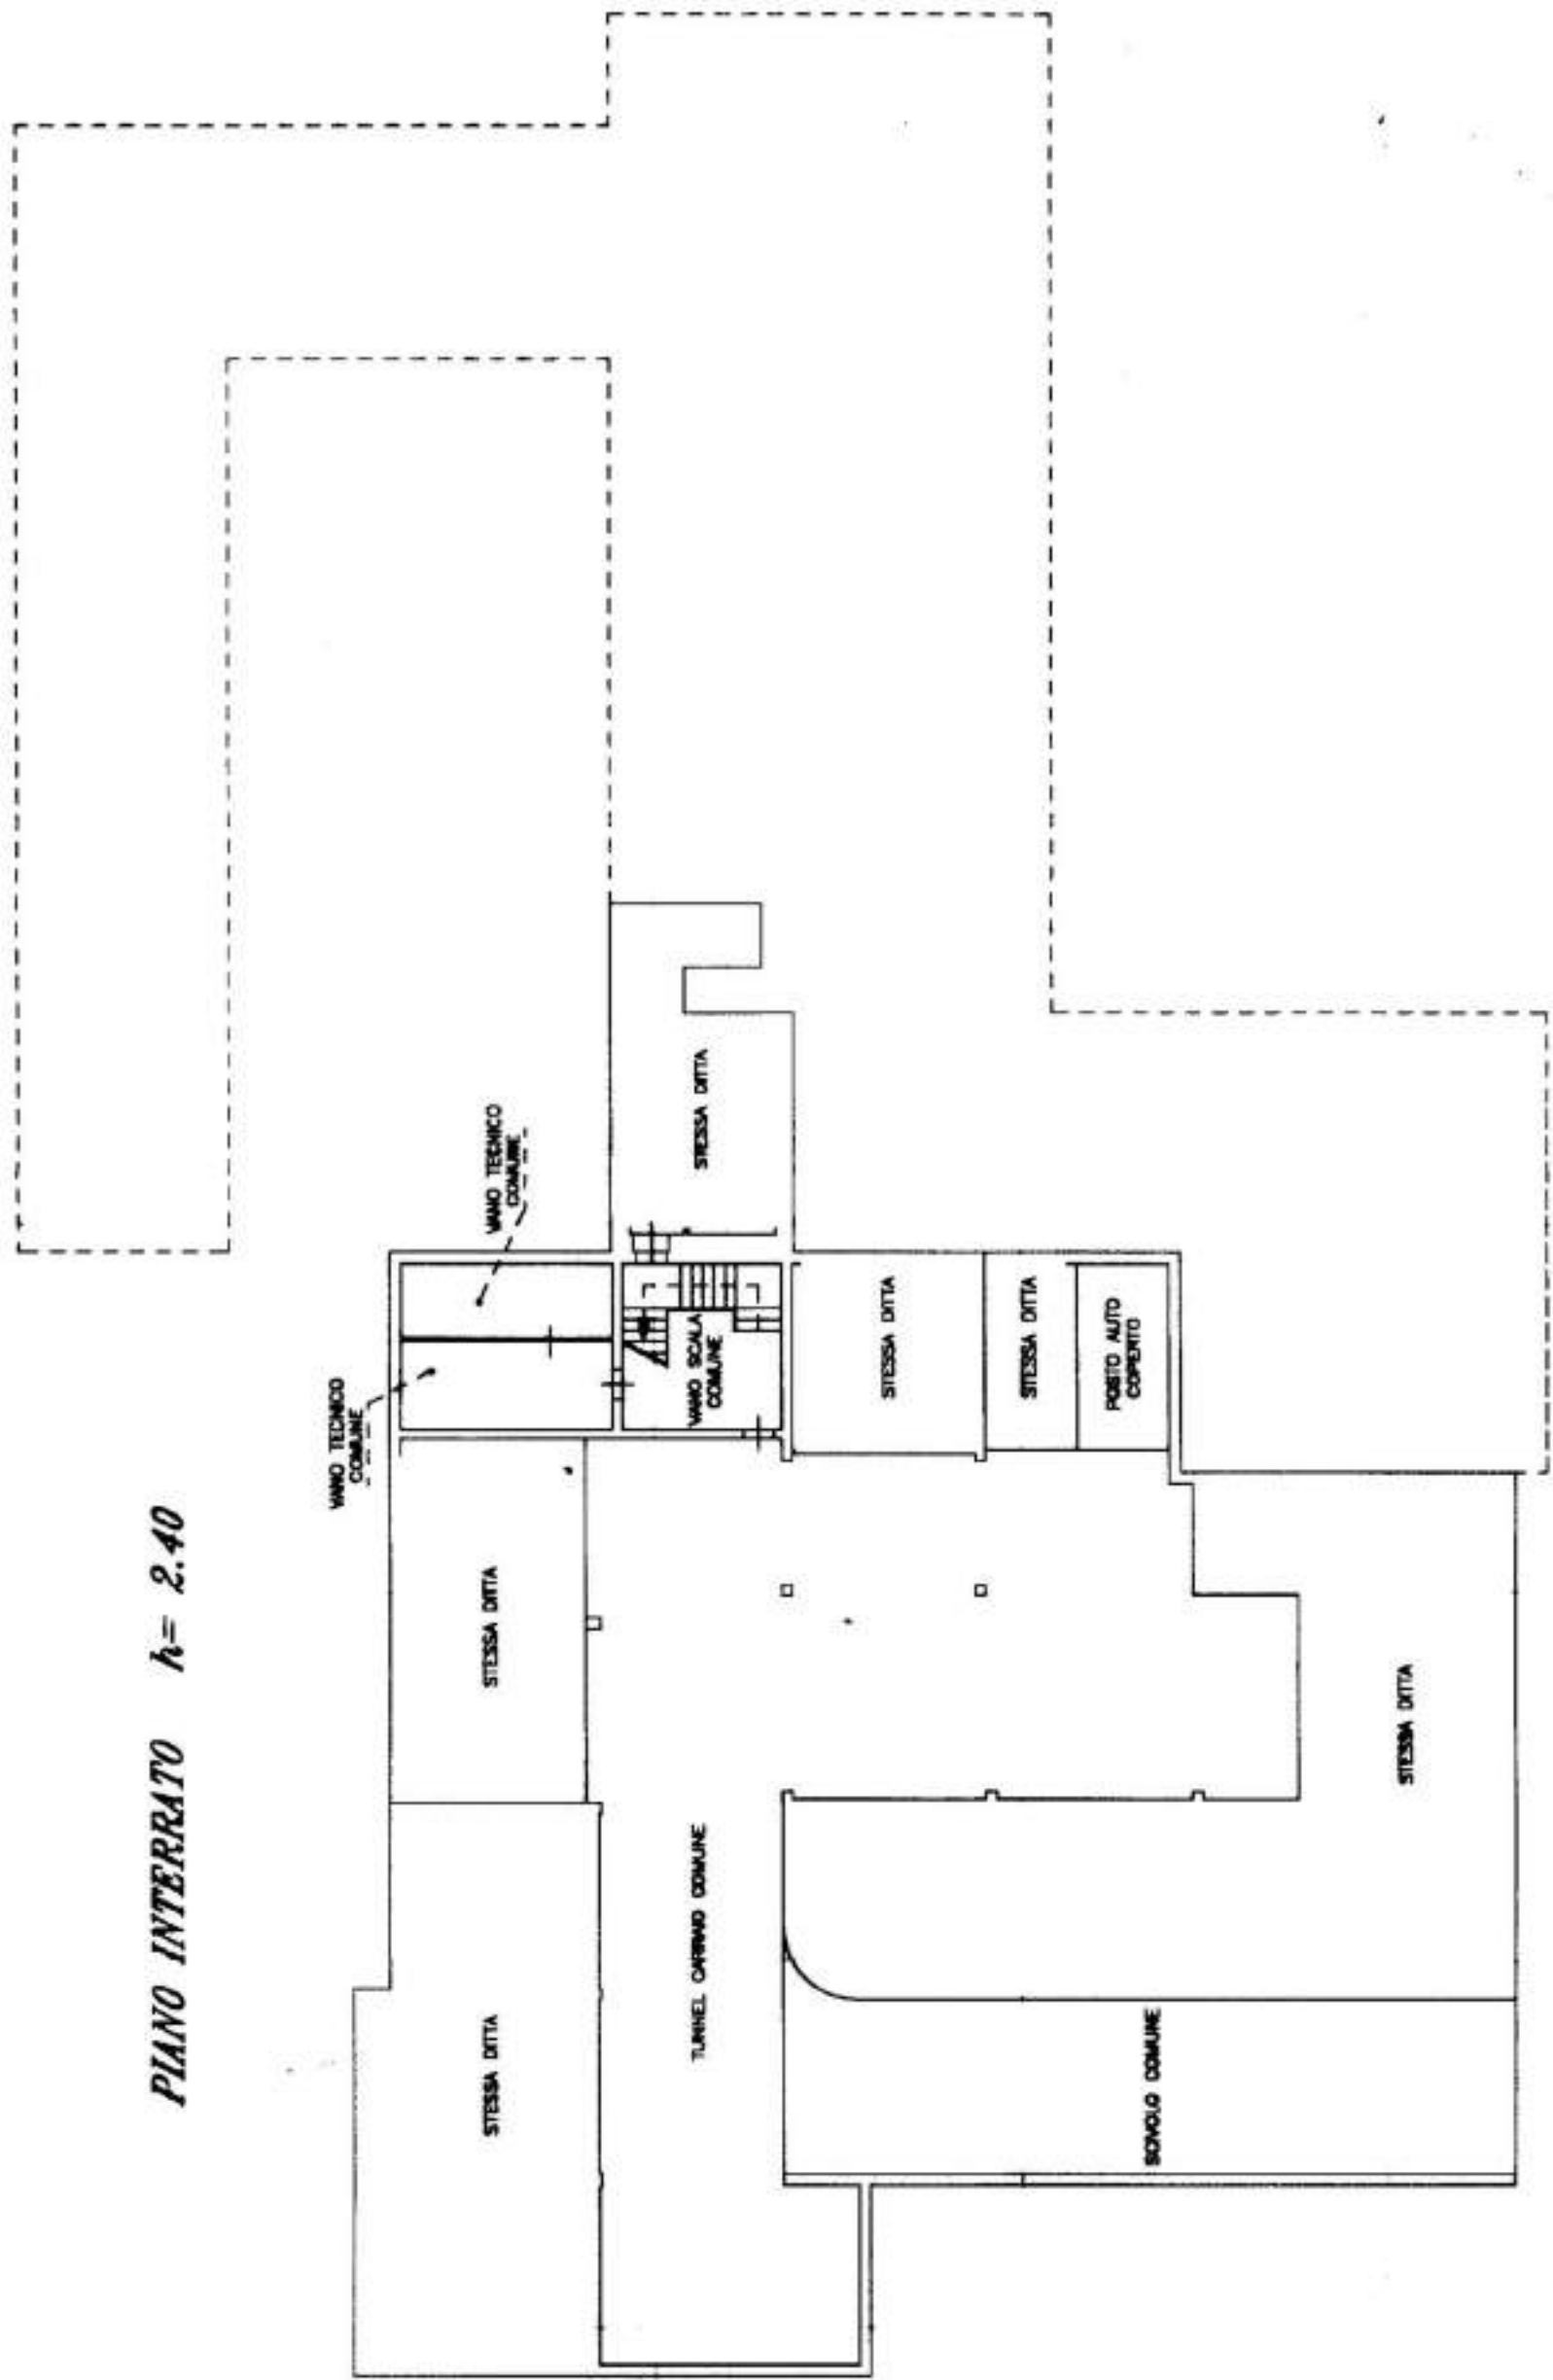 PIANO INTERRATO h= 2.40
VANO TECNICO
COMUNE
VANO TECNICO
COMUNE
STESSA DITTA
STESSA DITTA
STESSA DITTA
VANO SCALA
COMUNE
TUNNEL CARRAIO COMUNE
STESSA DITTA
STESSA DITTA
POSTO AUTO
COPERTO
SCIVOLO COMUNE
STESSA DITTA